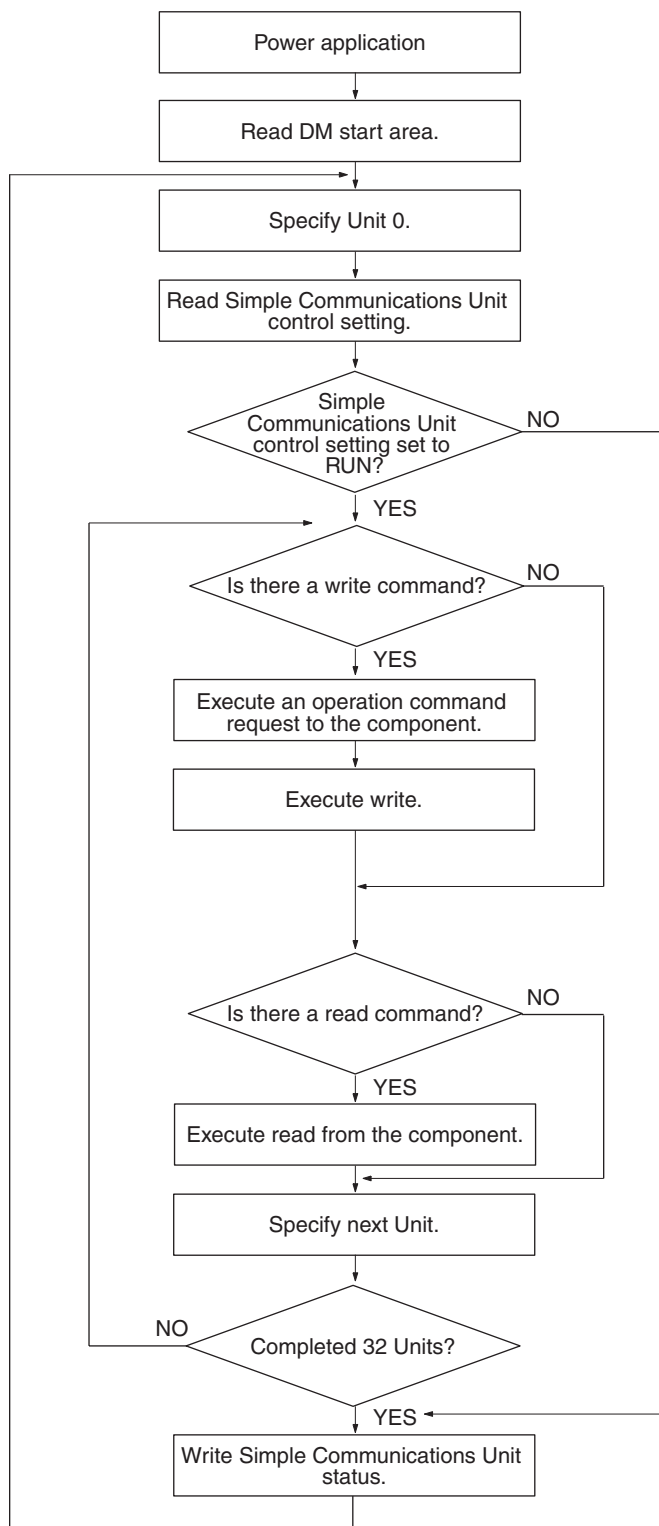 Power application
Read DM start area.
Specify Unit 0.
Read Simple Communications Unit
control setting.
Simple
Communications Unit
control setting set to
RUN?
NO
YES
Is there a write command?
NO
YES
Execute an operation command
request to the component.
Execute write.
Is there a read command?
NO
YES
Execute read from the component.
Specify next Unit.
NO
Completed 32 Units?
YES
Write Simple Communications Unit
status.